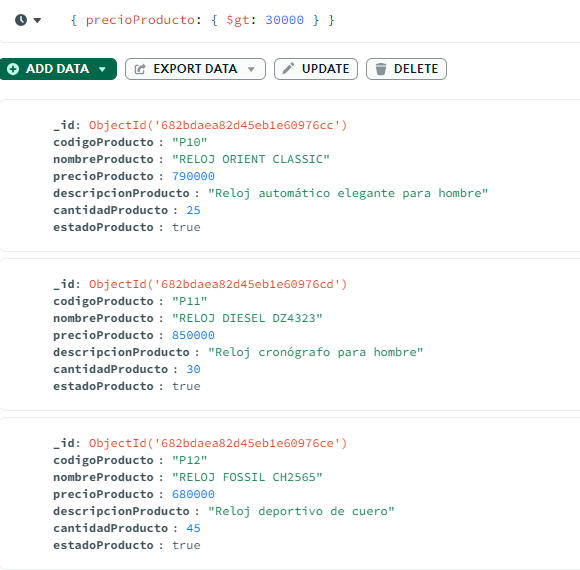 { precioProducto: { $gt: 30000 } }
ADD DATA
EXPORT DATA
UPDATE
DELETE
_id: ObjectId('682bdaea82d45eb1e60976cc')
codigoProducto : "P10"
nombreProducto : "RELOJ ORIENT CLASSIC"
precioProducto : 790000
descripcionProducto : "Reloj automático elegante para hombre"
cantidadProducto : 25
estadoProducto : true
_id: ObjectId('682bdaea82d45eb1e60976cd')
codigoProducto : "P11"
nombreProducto : "RELOJ DIESEL DZ4323"
precioProducto : 850000
descripcionProducto : "Reloj cronógrafo para hombre"
cantidadProducto : 30
estadoProducto : true
_id: ObjectId('682bdaea82d45eb1e60976ce')
codigoProducto : "P12"
nombreProducto : "RELOJ FOSSIL CH2565"
precioProducto : 680000
descripcionProducto : "Reloj deportivo de cuero"
cantidadProducto : 45
estadoProducto : true